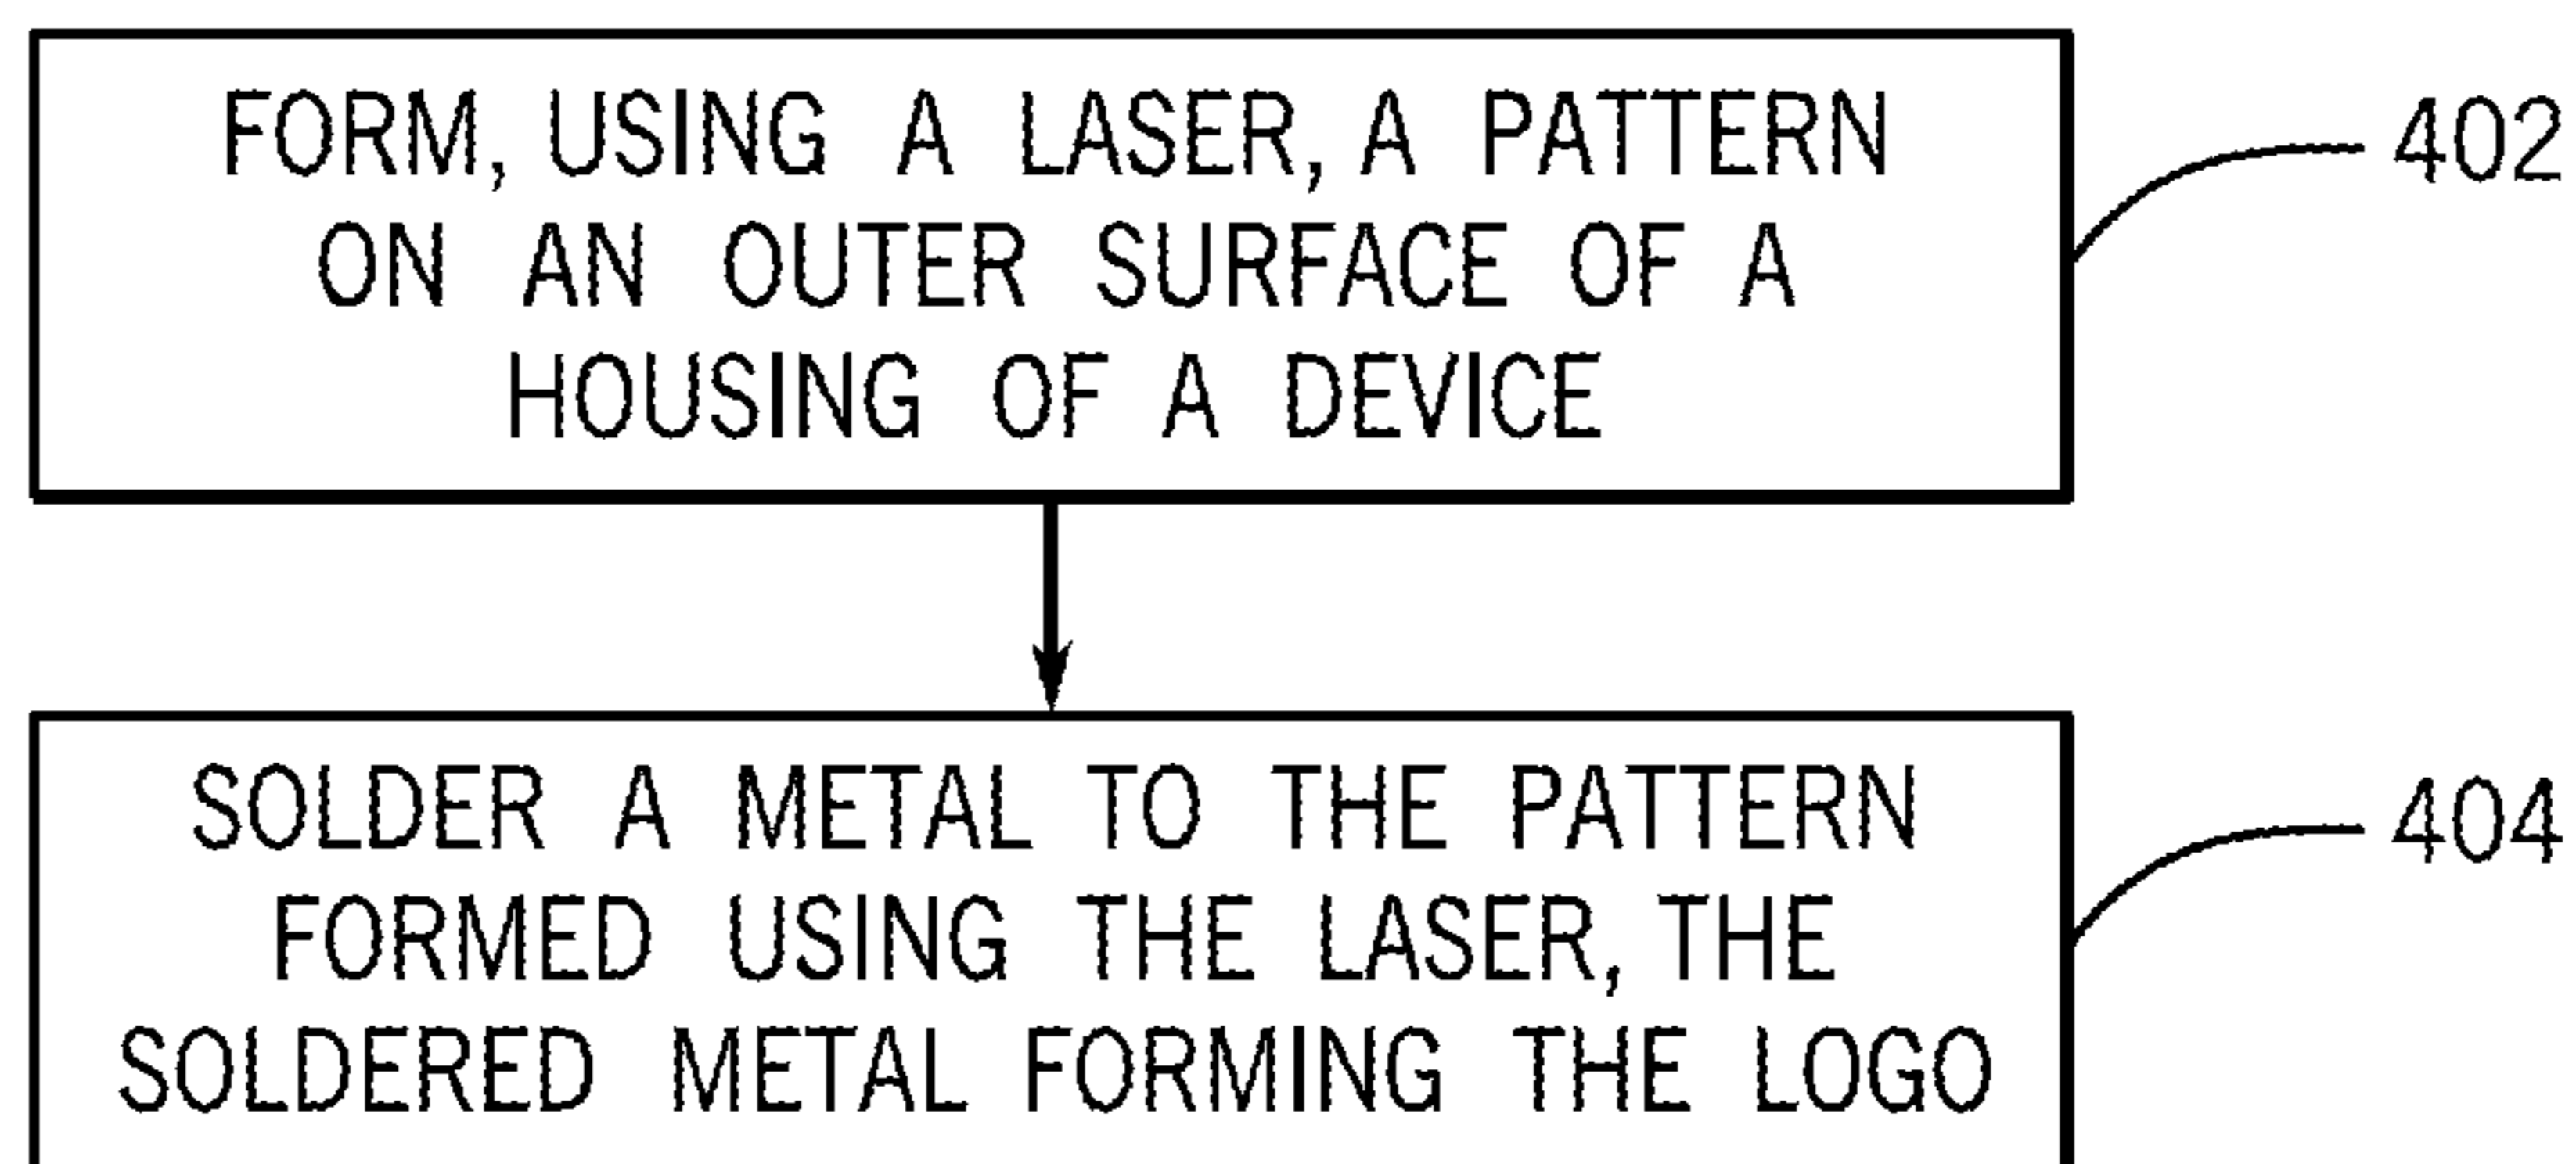 FORM, USING A LASER, A PATTERN
ON AN OUTER SURFACE OF A
HOUSING OF A DEVICE
402
SOLDER A METAL TO THE PATTERN
FORMED USING THE LASER, THE
SOLDERED METAL FORMING THE LOGO
404